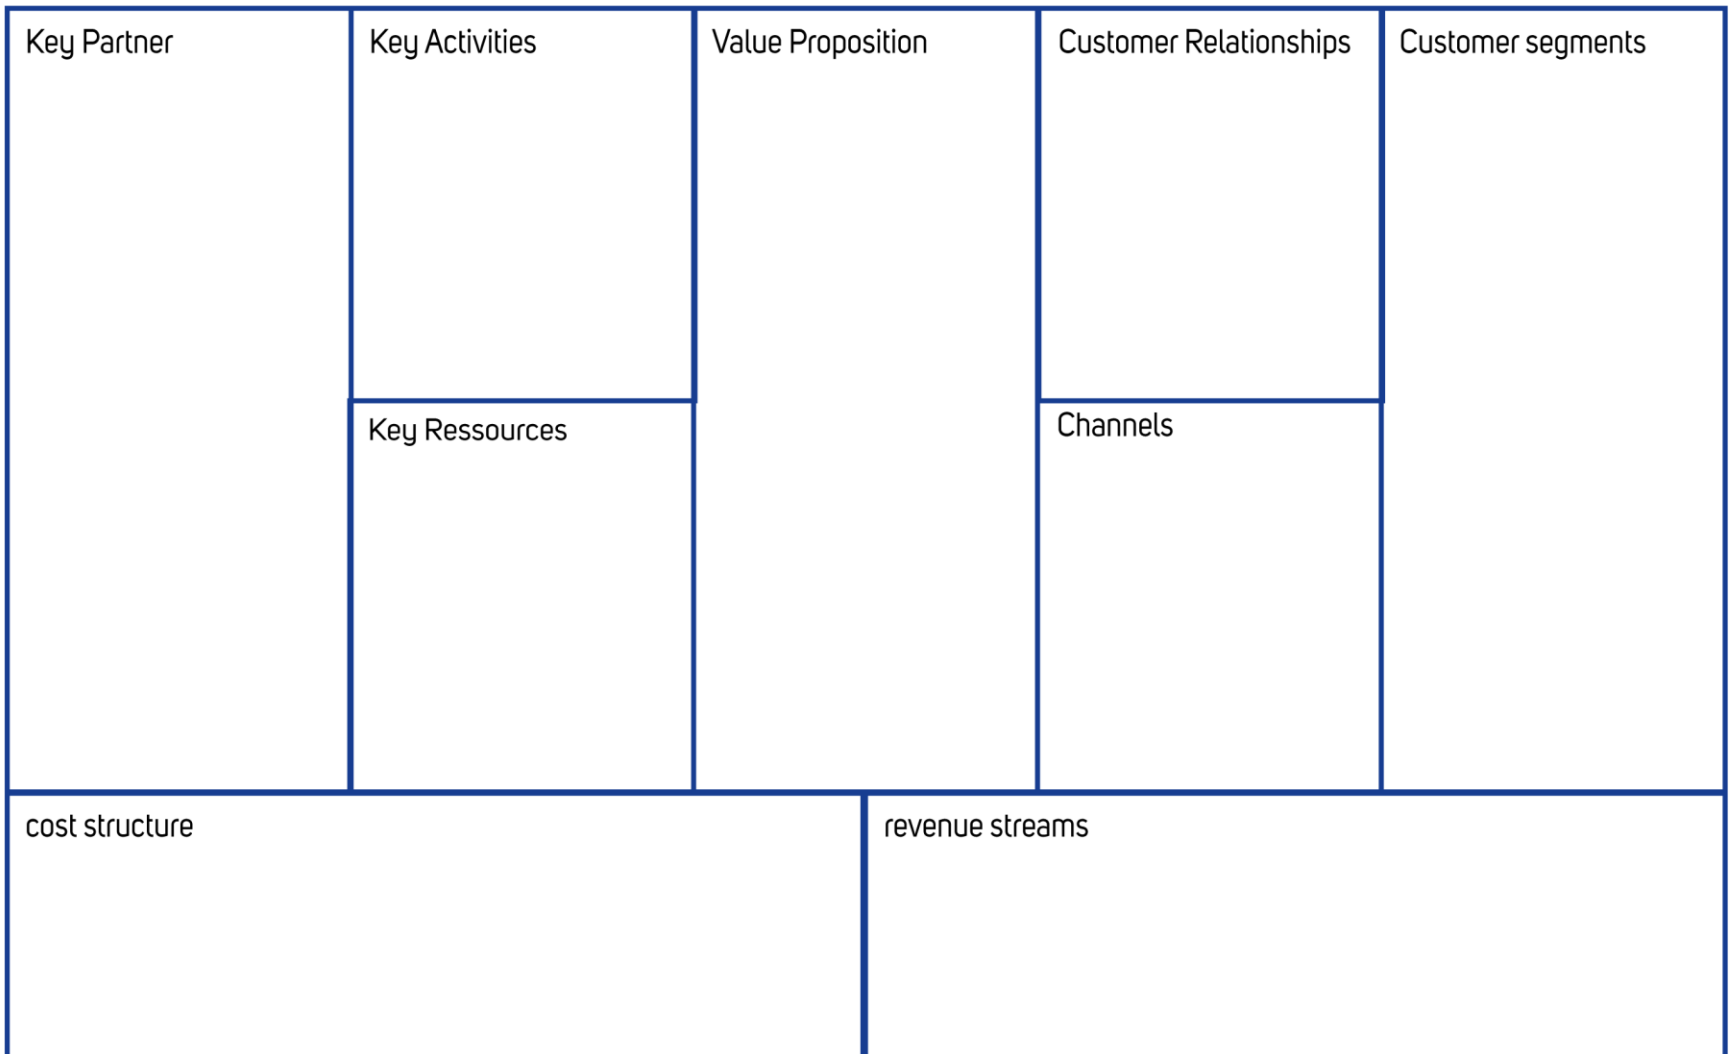 Key Partner
Key Activities
Value Proposition
Customer Relationships
Customer segments
Key Ressources
Channels
cost structure
revenue streams